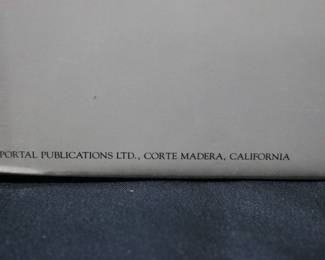 PORTAL PUBLICATIONS LTD., CORTE MADERA, CALIFORNIA